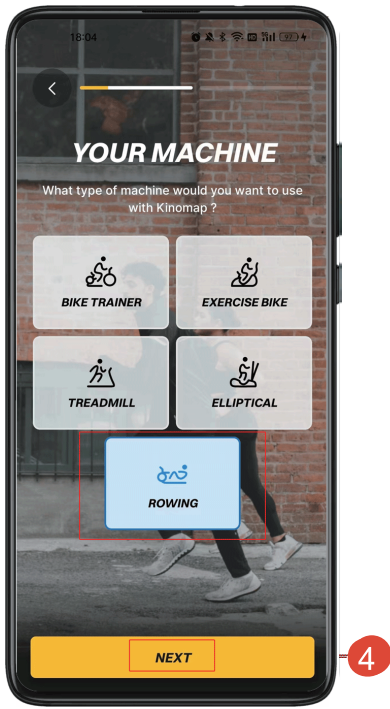 18:04
97
YOUR MACHINE
What type of machine would you want to use
with Kinomap ?
BIKE TRAINER
EXERCISE BIKE
TREADMILL
ELLIPTICAL
ROWING
NEXT
4